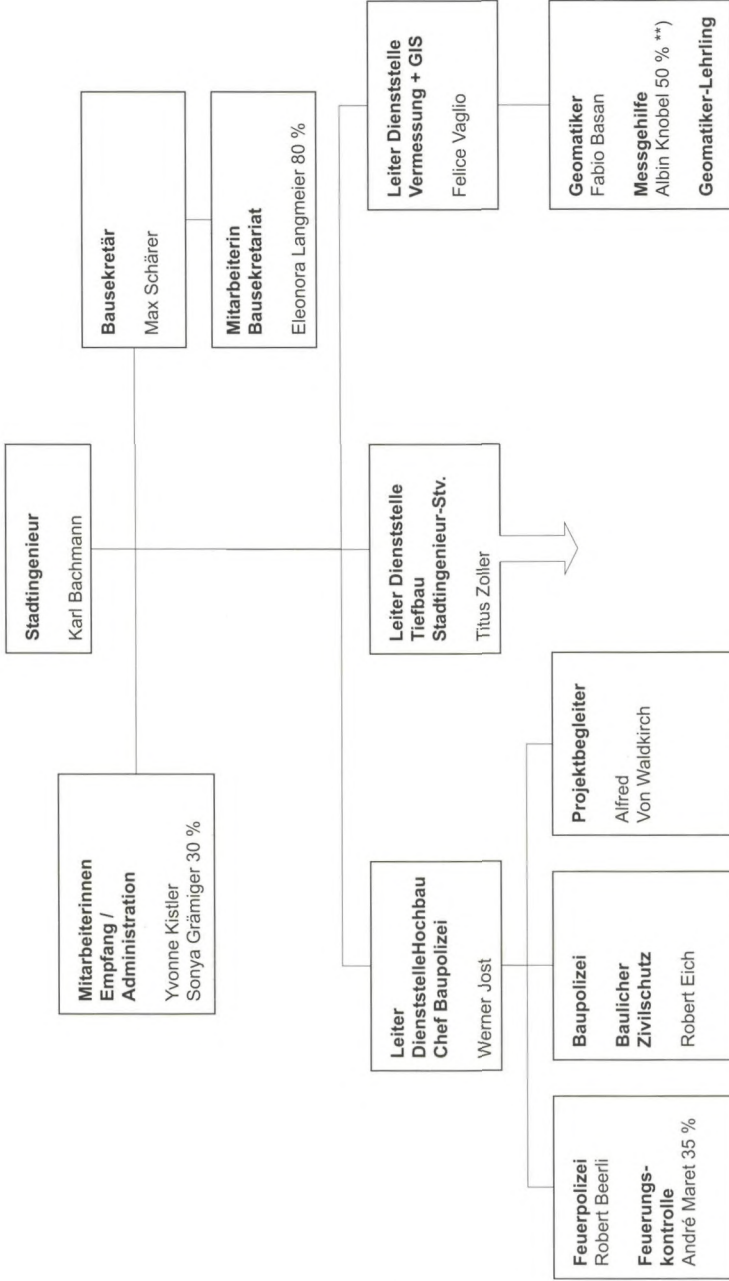 Stadtingenieur
Karl Bachmann
Mitarbeiterinnen
Empfang /
Administration
Yvonne Kistler
Sonya Grämiger 30 %
Bausekretär
Max Schärer
Mitarbeiterin
Bausekretariat
Eleonora Langmeier 80 %
Leiter
DienststelleHochbau
Chef Baupolizei
Werner Jost
Leiter Dienststelle
Tiefbau
Stadtingenieur-Stv.
Titus Zoller
Leiter Dienststelle
Vermessung + GIS
Felice Vaglio
Feuerpolizei
Robert Beerli
Feuerungs-
kontrolle
André Maret 35 %
Baupolizei
Baulicher
Zivilschutz
Robert Eich
Projektbegleiter
Alfred
Von Waldkirch
Geomatiker
Fabio Basan
Messgehilfe
Albin Knobel 50 % **)
Geomatiker-Lehrling